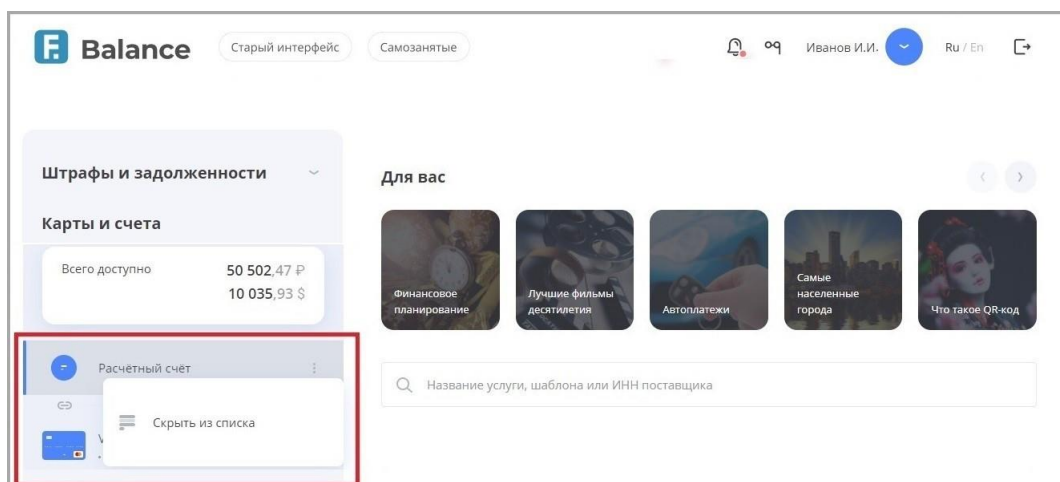 F. Balance
Старый интерфейс
Самозанятые
Иванов И.И.
Ru / En
Штрафы и задолженности
Карты и счета
Всего доступно
50 502,47 ₽
10 035,93 $
Расчётный счёт
Скрыть из списка
V
Для вас
Финансовое
планирование
Лучшие фильмы
десятилетия
Автоплатежи
Самые
населенные
города
Что такое QR-код
Название услуги, шаблона или ИНН поставщика